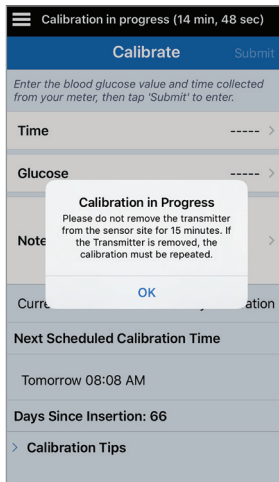 Calibration in progress (14 min, 48 sec)
Calibrate
Submit
Enter the blood glucose value and time collected
from your meter, then tap 'Submit' to enter.
Time
----- >
Glucose
----- >
Note
>
Calibration in Progress
Please do not remove the transmitter
from the sensor site for 15 minutes. If
the Transmitter is removed, the
calibration must be repeated.
OK
Next Scheduled Calibration Time
Tomorrow 08:08 AM
Days Since Insertion: 66
> Calibration Tips